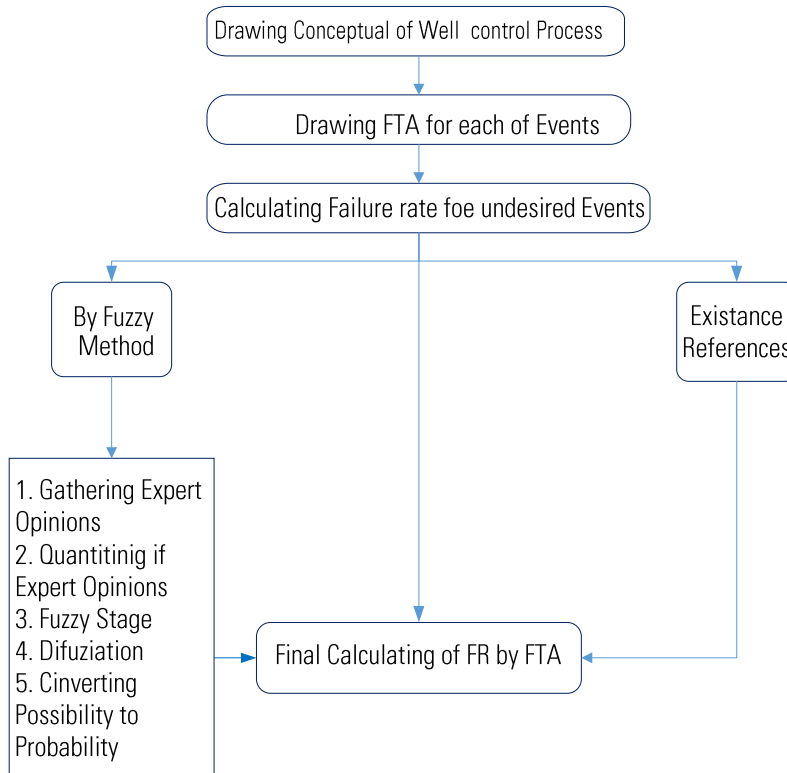 Drawing Conceptual of Well control Process
Drawing FTA for each of Events
Calculating Failure rate foe undesired Events
By Fuzzy
Method
Existance
References
1. Gathering Expert
Opinions
2. Quantitinig if
Expert Opinions
3. Fuzzy Stage
4. Difuziation
5. Cinverting
Possibility to
Probability
Final Calculating of FR by FTA